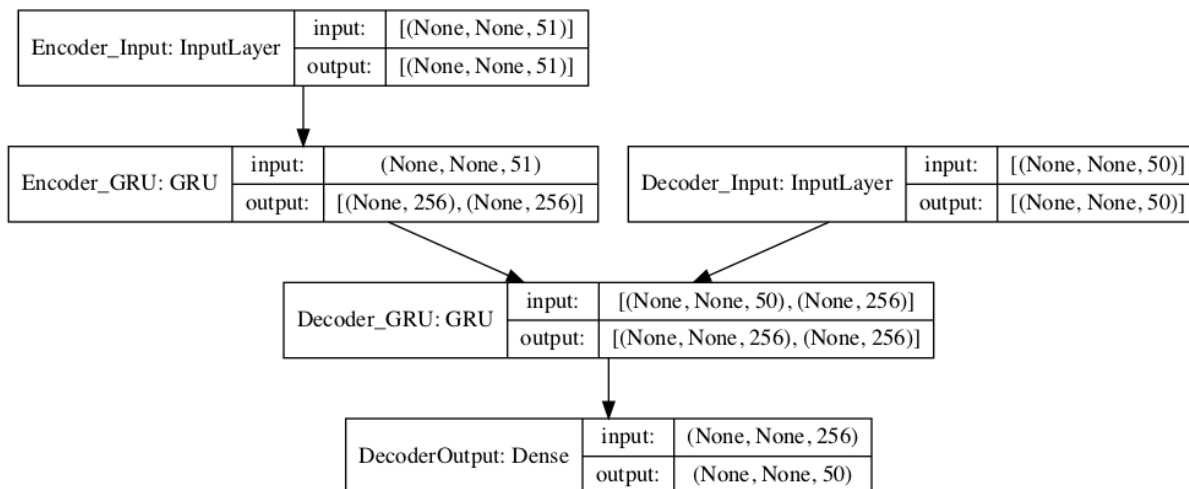 Encoder_Input: InputLayer
input: [(None, None, 51)]
output: [(None, None, 51)]
Encoder_GRU: GRU
input: (None, None, 51)
output: [(None, 256), (None, 256)]
Decoder_Input: InputLayer
input: [(None, None, 50)]
output: [(None, None, 50)]
Decoder_GRU: GRU
input: [(None, None, 50), (None, 256)]
output: [(None, None, 256), (None, 256)]
DecoderOutput: Dense
input: (None, None, 256)
output: (None, None, 50)